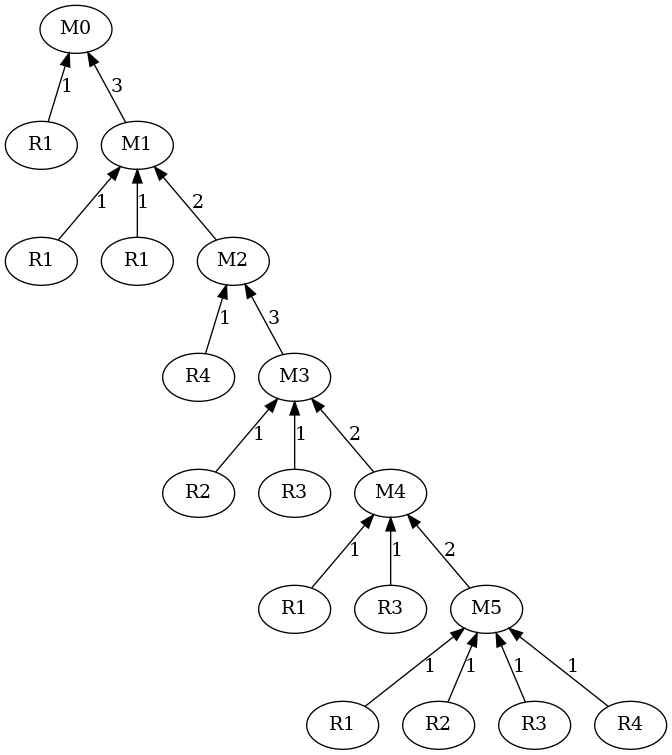 M0
1 3
R1 M1
1 1 2
R1 R1 M2
1 3
R4 M3
1 1 2
R2 R3 M4
1 1 2
R1 R3 M5
1 1 1 1
R1 R2 R3 R4